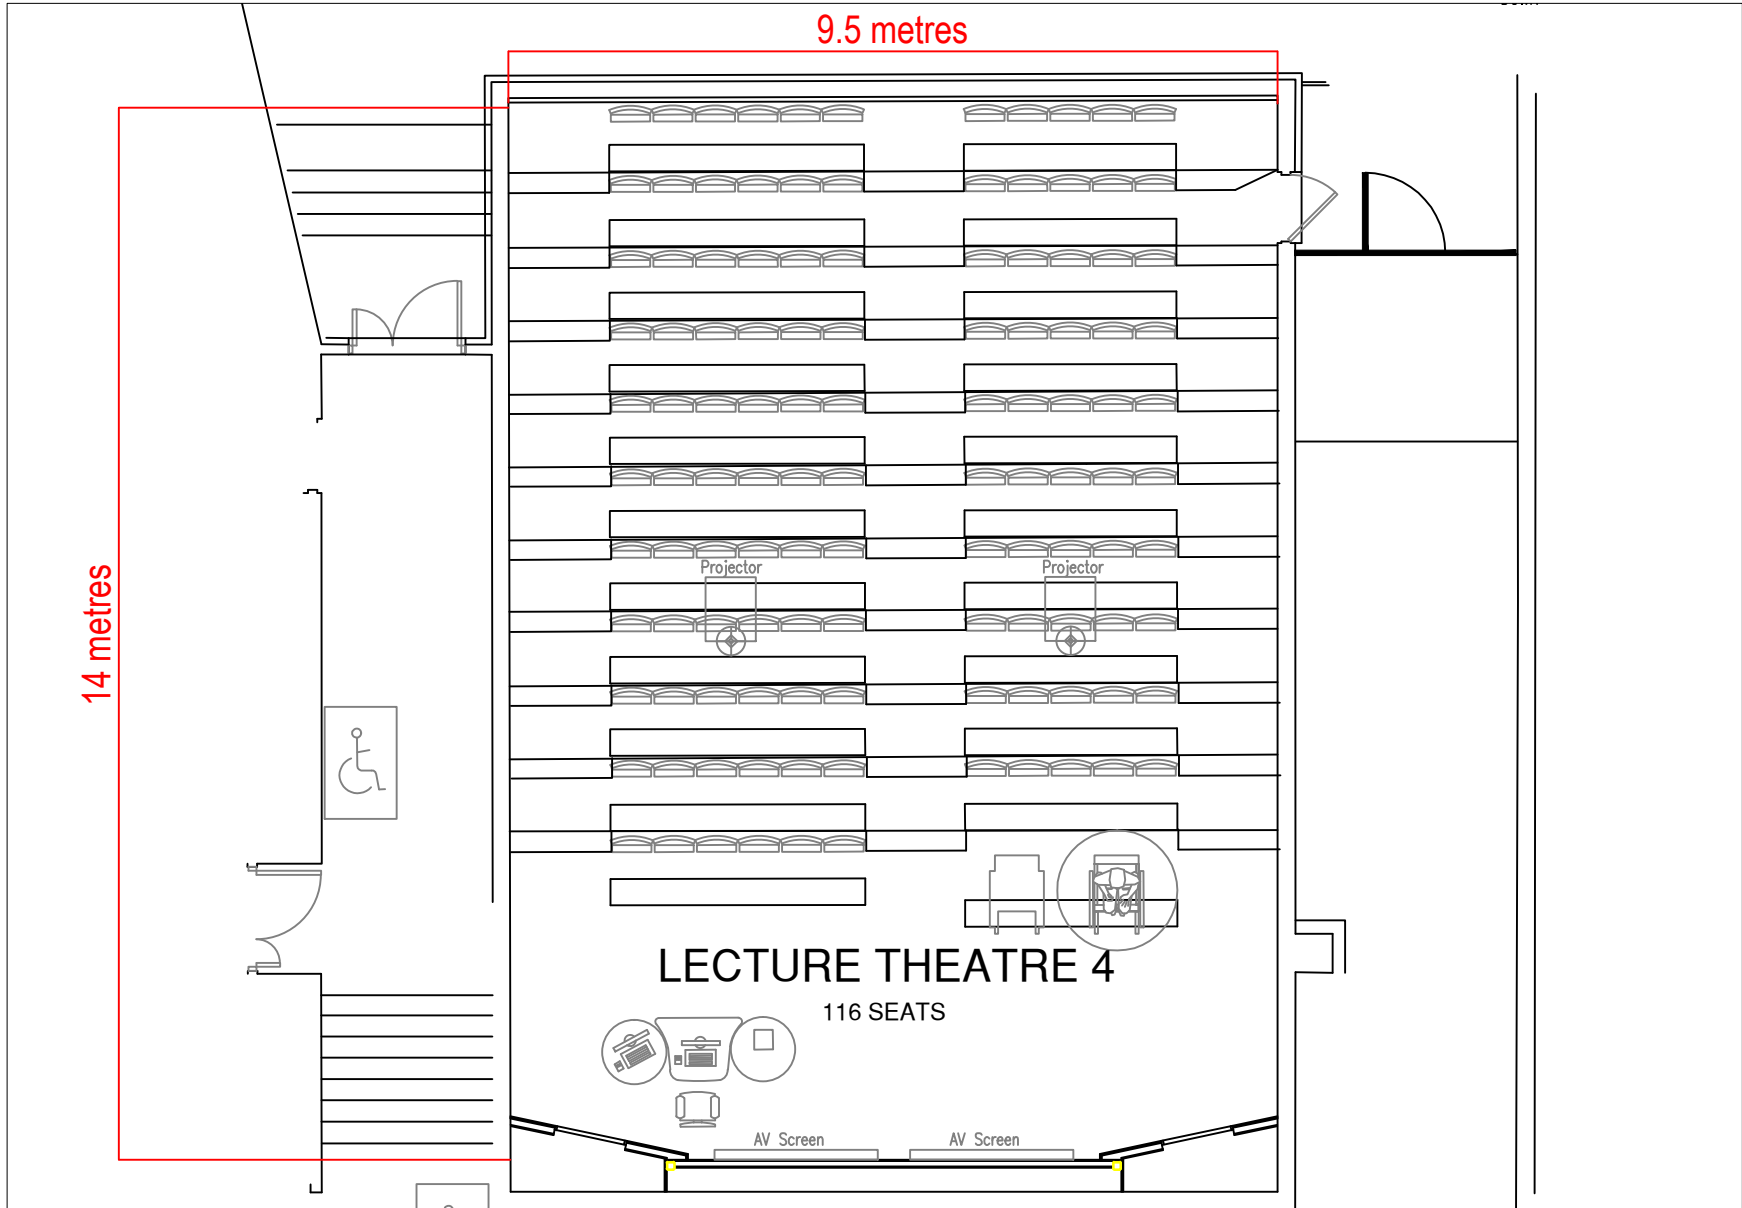 9.5 metres
14 metres
Projector
Projector
LECTURE THEATRE 4
116 SEATS
AV Screen
AV Screen